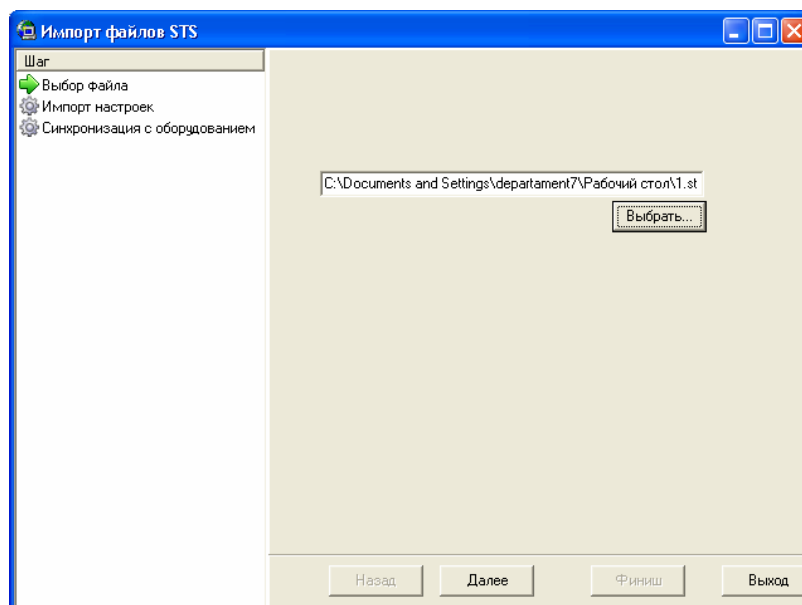 Импорт файлов STS
Шаг
Выбор файла
Импорт настроек
Синхронизация с оборудованием
C:\Documents and Settings\departament7\Рабочий стол\1.st
Выбрать...
Назад
Далее
Финиш
Выход